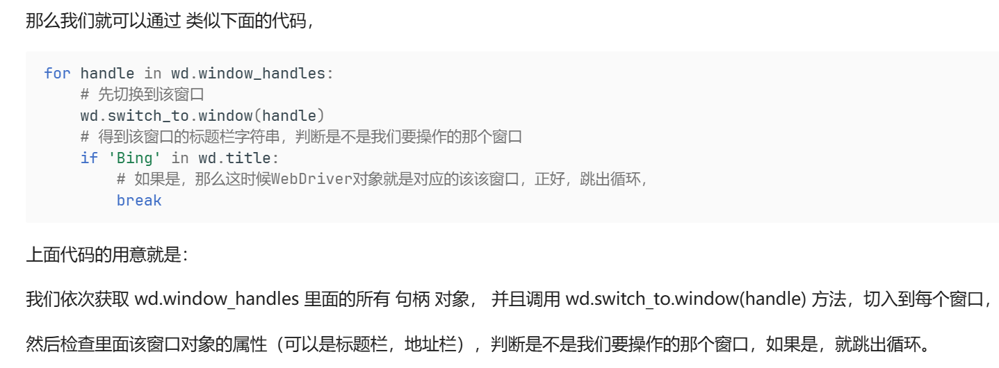 那么我们就可以通过 类似下面的代码，
for handle in wd.window_handles:
    # 先切换到该窗口
    wd.switch_to.window(handle)
    # 得到该窗口的标题栏字符串，判断是不是我们要操作的那个窗口
    if 'Bing' in wd.title:
        # 如果是，那么这时候WebDriver对象就是对应的该该窗口，正好，跳出循环，
        break
上面代码的用意就是：
我们依次获取 wd.window_handles 里面的所有 句柄 对象， 并且调用 wd.switch_to.window(handle) 方法，切入到每个窗口，
然后检查里面该窗口对象的属性（可以是标题栏，地址栏），判断是不是我们要操作的那个窗口，如果是，就跳出循环。